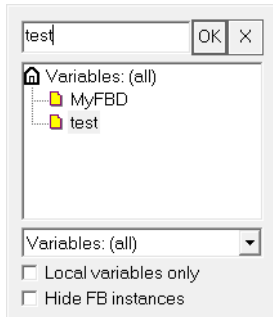 test OK X
Variables: (all)
MyFBD
test
Variables: (all)
Local variables only
Hide FB instances